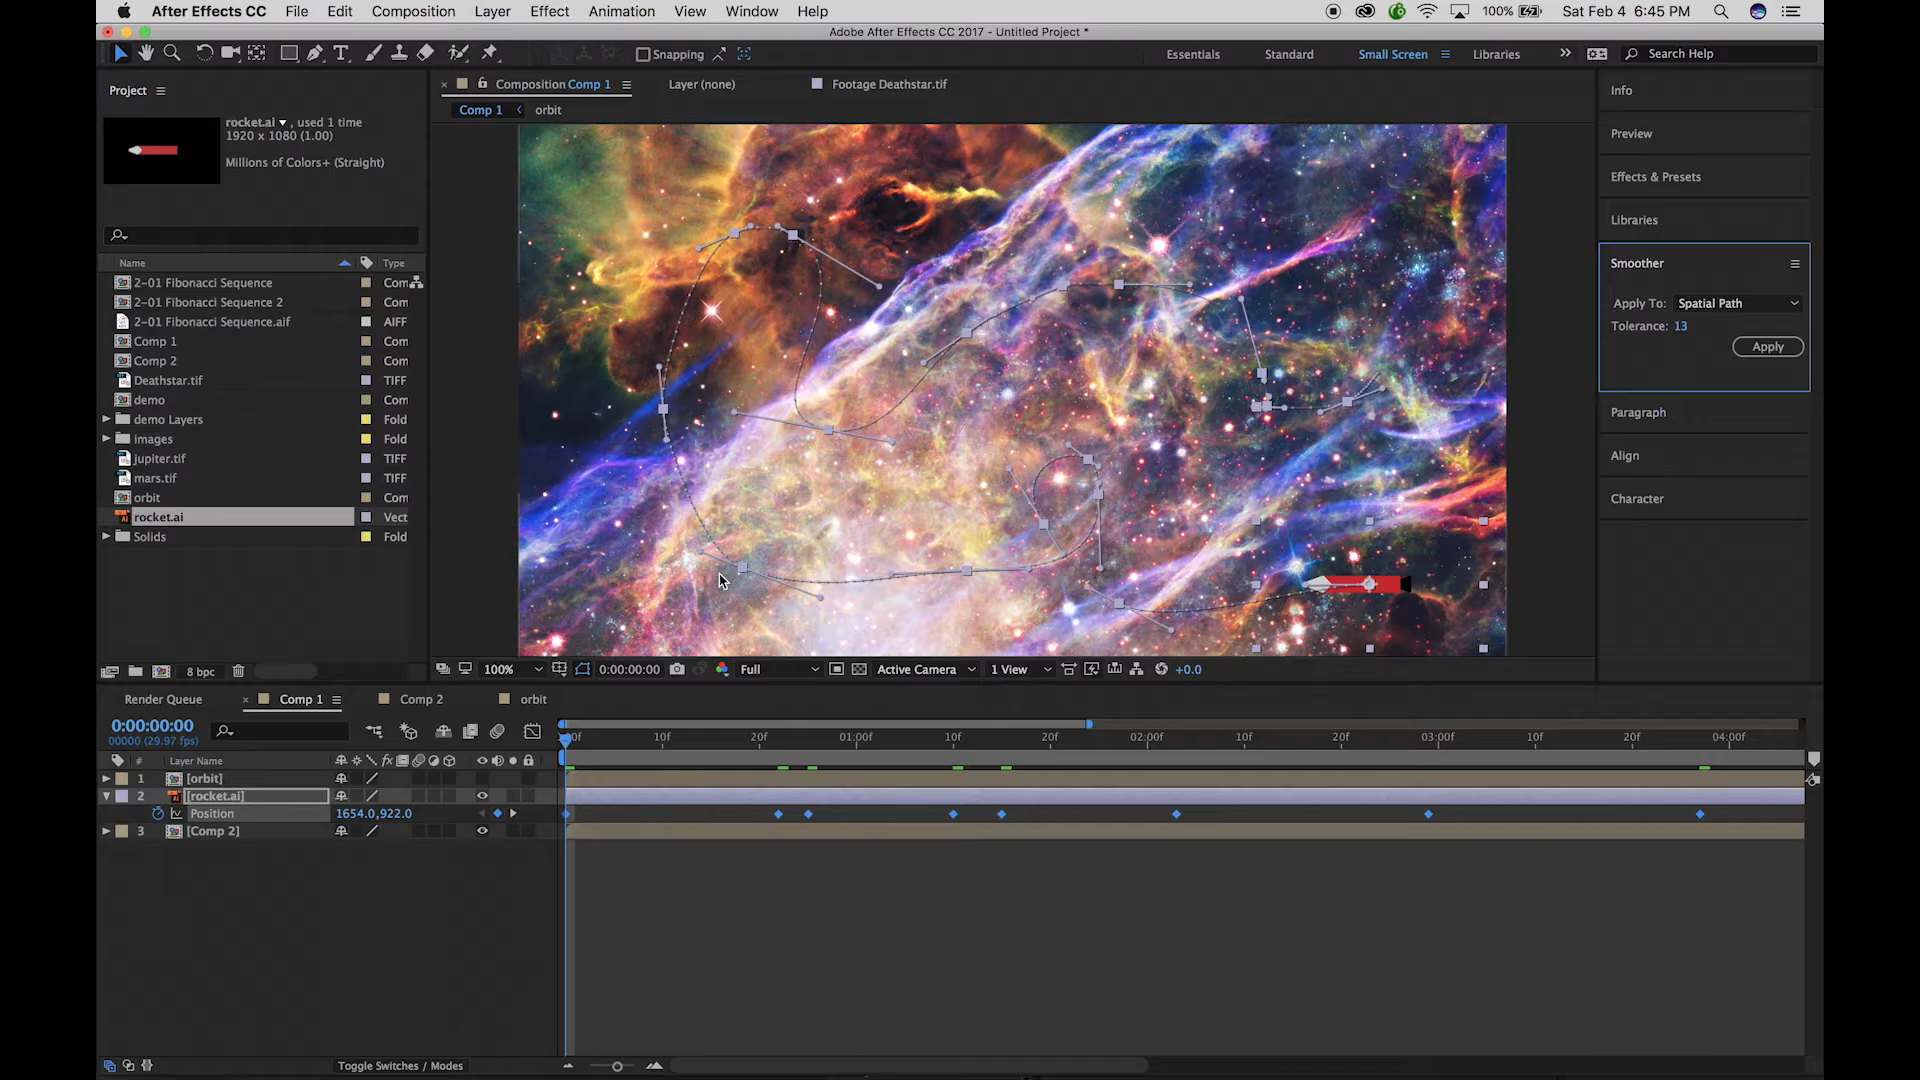 After Effects CC File Edit Composition Layer Effect Animation View Window Help 100% Sat Feb 4 6:45 PM
Adobe After Effects CC 2017 - Untitled Project *
Snapping Essentials Standard Small Screen Libraries Search Help
Project
Composition Comp 1 Layer (none) Footage Deathstar.tif
Comp 1 orbit
rocket.ai , used 1 time
1920 x 1080 (1.00)
Millions of Colors+ (Straight)
Name Type
2-01 Fibonacci Sequence Com
2-01 Fibonacci Sequence 2 Com
2-01 Fibonacci Sequence.aif AIFF
Comp 1 Com
Comp 2 Com
Deathstar.tif TIFF
demo Com
demo Layers Fold
images Fold
jupiter.tif TIFF
mars.tif TIFF
orbit Com
rocket.ai Vect
Solids Fold
8 bpc
100% 0:00:00:00 Full Active Camera 1 View +0.0
Info
Preview
Effects & Presets
Libraries
Smoother
Apply To: Spatial Path
Tolerance: 13
Apply
Paragraph
Align
Character
Render Queue Comp 1 Comp 2 orbit
0:00:00:00
00000 (29.97 fps)
10f 20f 01:00f 10f 20f 02:00f 10f 20f 03:00f 10f 20f 04:00f
# Layer Name
1 [orbit]
2 [rocket.ai]
Position 1654.0,922.0
3 [Comp 2]
Toggle Switches / Modes